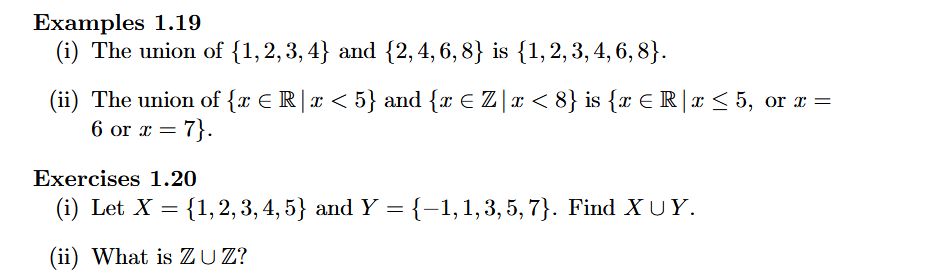 Examples 1.19
(i) The union of {1, 2, 3, 4} and {2, 4, 6, 8} is {1, 2, 3, 4, 6, 8}.
(ii) The union of {x ∈ ℝ | x < 5} and {x ∈ ℤ | x < 8} is {x ∈ ℝ | x ≤ 5, or x =
6 or x = 7}.
Exercises 1.20
(i) Let X = {1, 2, 3, 4, 5} and Y = {−1, 1, 3, 5, 7}. Find X ∪ Y.
(ii) What is ℤ ∪ ℤ?